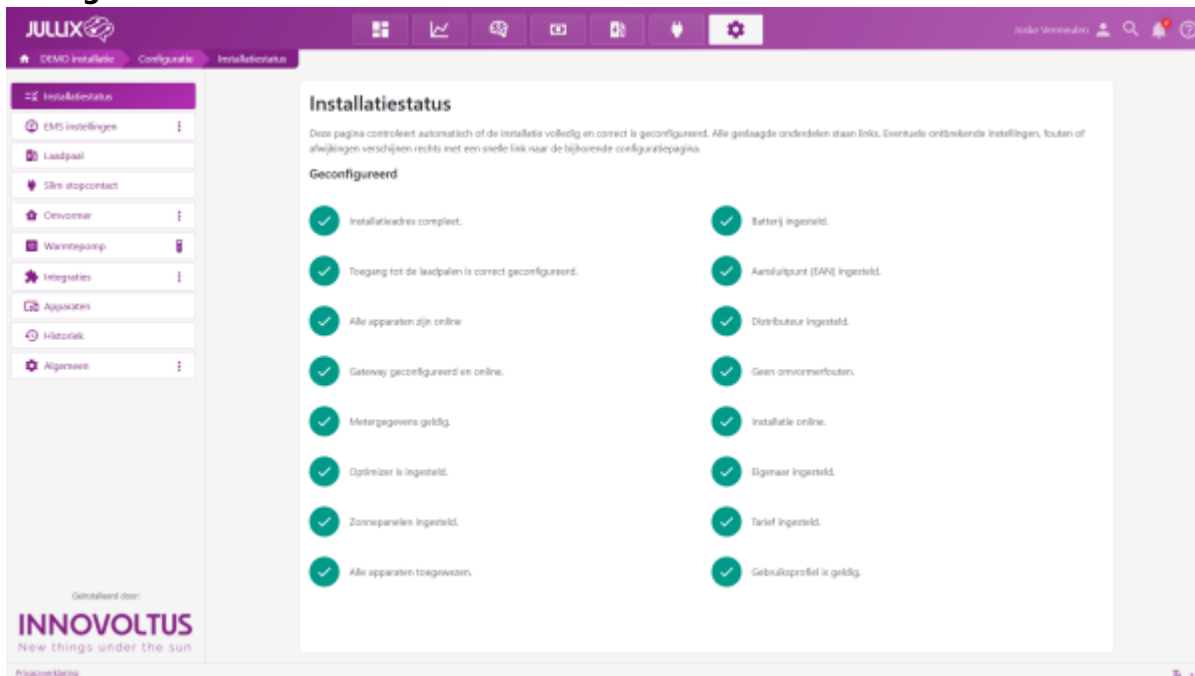 JULLIX
Joske Vermeulen
DEMO installatie
Configuratie
Installatiestatus
Installatiestatus
EMS instellingen
Laadpaal
Slim stopcontact
Omvormer
Warmtepomp
Integraties
Apparaten
Historiek
Algemeen
Geïnstalleerd door:
INNOVOLTUS
New things under the sun
Privacyverklaring
Installatiestatus
Deze pagina controleert automatisch of de installatie volledig en correct is geconfigureerd. Alle geslaagde onderdelen staan links. Eventuele ontbrekende instellingen, fouten of
afwijkingen verschijnen rechts met een snelle link naar de bijhorende configuratiepagina.
Geconfigureerd
Installatieadres compleet.
Batterij ingesteld.
Toegang tot de laadpalen is correct geconfigureerd.
Aansluitpunt (EAN) ingesteld.
Alle apparaten zijn online
Distributeur ingesteld.
Gateway geconfigureerd en online.
Geen omvormerfouten.
Metergegevens geldig.
Installatie online.
Optimizer is ingesteld.
Eigenaar ingesteld.
Zonnepanelen ingesteld.
Tarief ingesteld.
Alle apparaten toegewezen.
Gebruiksprofiel is geldig.